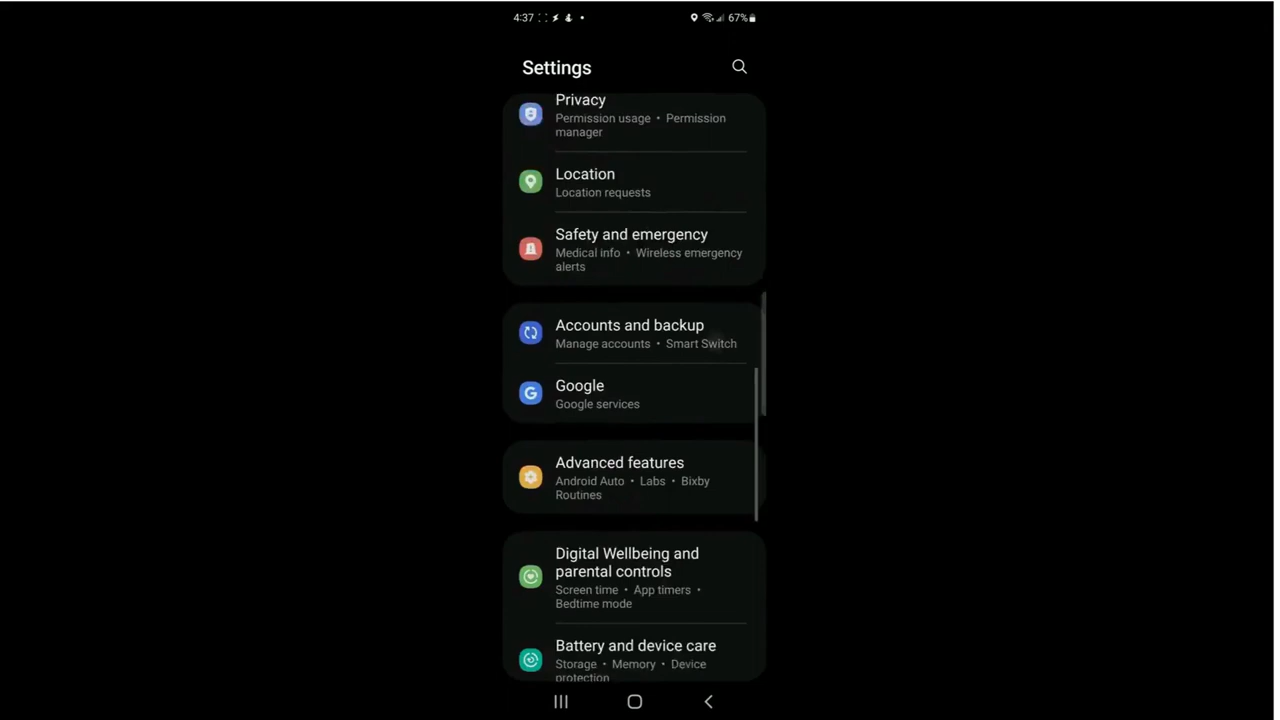 4:37
67%
Settings
Privacy
Permission usage • Permission
manager
Location
Location requests
Safety and emergency
Medical info • Wireless emergency
alerts
Accounts and backup
Manage accounts • Smart Switch
Google
Google services
Advanced features
Android Auto • Labs • Bixby
Routines
Digital Wellbeing and
parental controls
Screen time • App timers •
Bedtime mode
Battery and device care
Storage • Memory • Device
protection